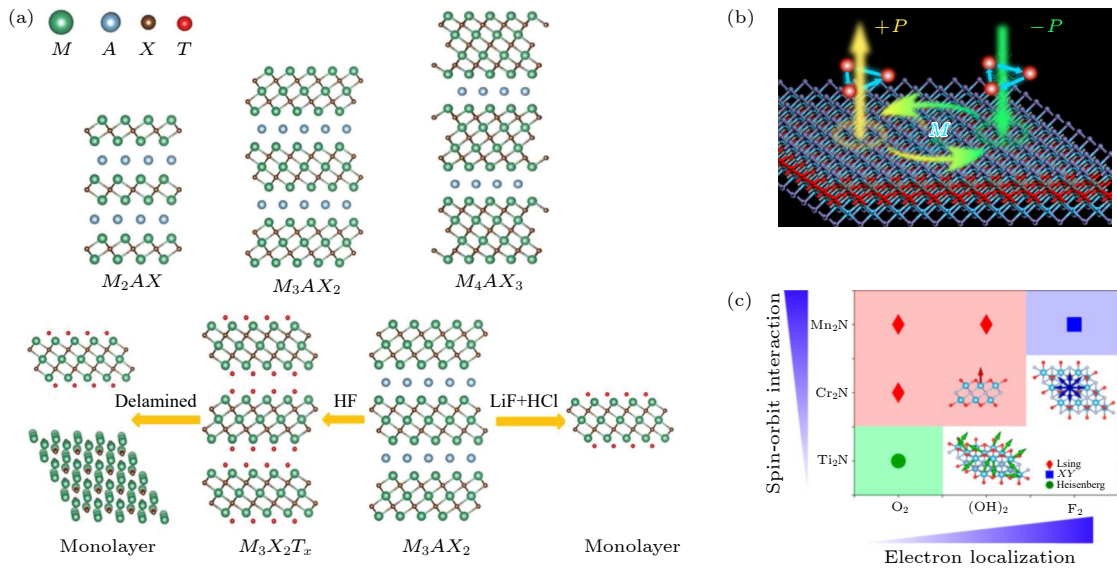 (a)
M A X T
M₂AX
M₃AX₂
M₄AX₃
Delamined
HF
LiF+HCl
Monolayer
M₃X₂Tₓ
M₃AX₂
Monolayer
(b)
+P
−P
M
(c)
Spin-orbit interaction
Mn₂N
Cr₂N
Ti₂N
Lsing
XY
Heisenberg
O₂
(OH)₂
F₂
Electron localization